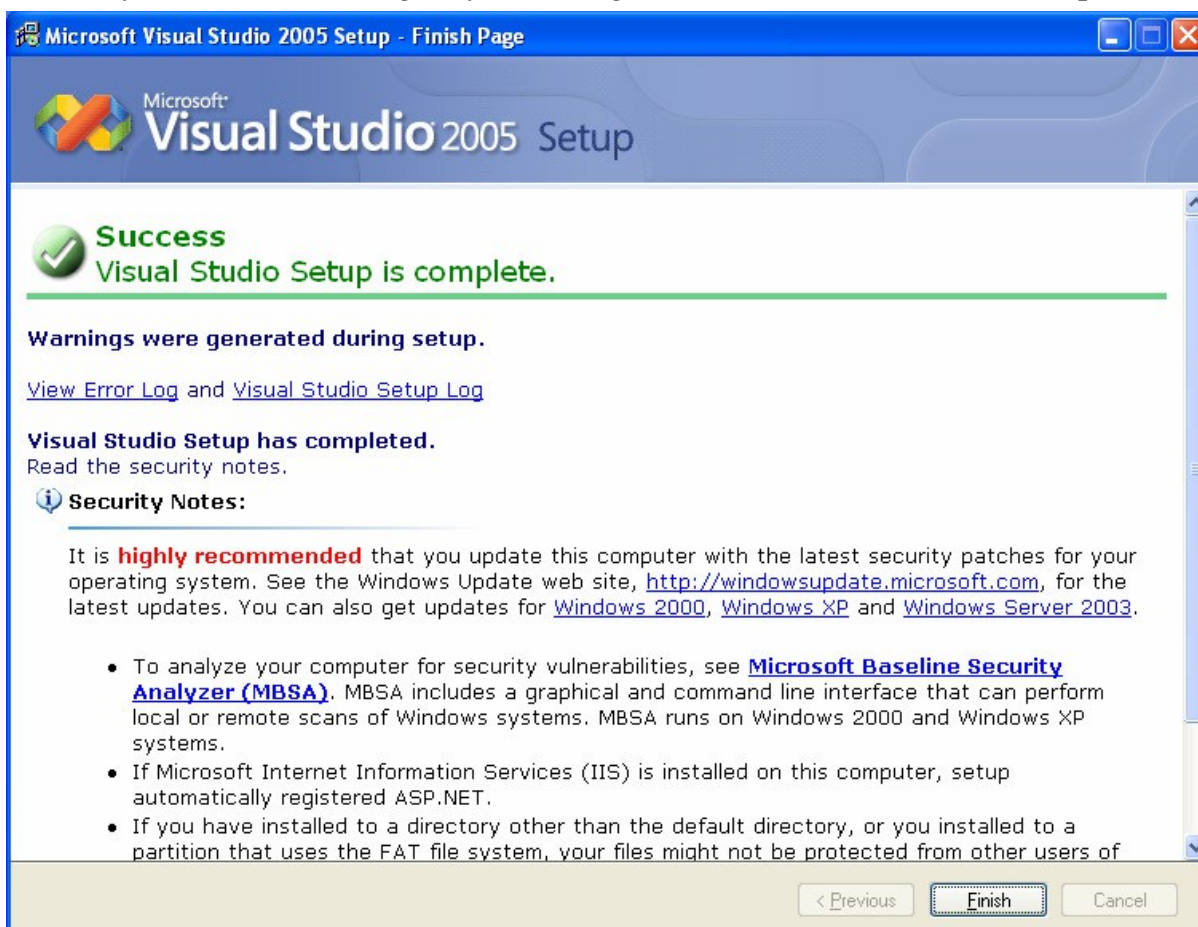 Microsoft Visual Studio 2005 Setup - Finish Page
Microsoft
Visual Studio 2005 Setup
Success
Visual Studio Setup is complete.
Warnings were generated during setup.
View Error Log and Visual Studio Setup Log
Visual Studio Setup has completed.
Read the security notes.
Security Notes:
It is highly recommended that you update this computer with the latest security patches for your
operating system. See the Windows Update web site, http://windowsupdate.microsoft.com, for the
latest updates. You can also get updates for Windows 2000, Windows XP and Windows Server 2003.
• To analyze your computer for security vulnerabilities, see Microsoft Baseline Security
Analyzer (MBSA). MBSA includes a graphical and command line interface that can perform
local or remote scans of Windows systems. MBSA runs on Windows 2000 and Windows XP
systems.
• If Microsoft Internet Information Services (IIS) is installed on this computer, setup
automatically registered ASP.NET.
• If you have installed to a directory other than the default directory, or you installed to a
partition that uses the FAT file system, your files might not be protected from other users of
< Previous Finish Cancel